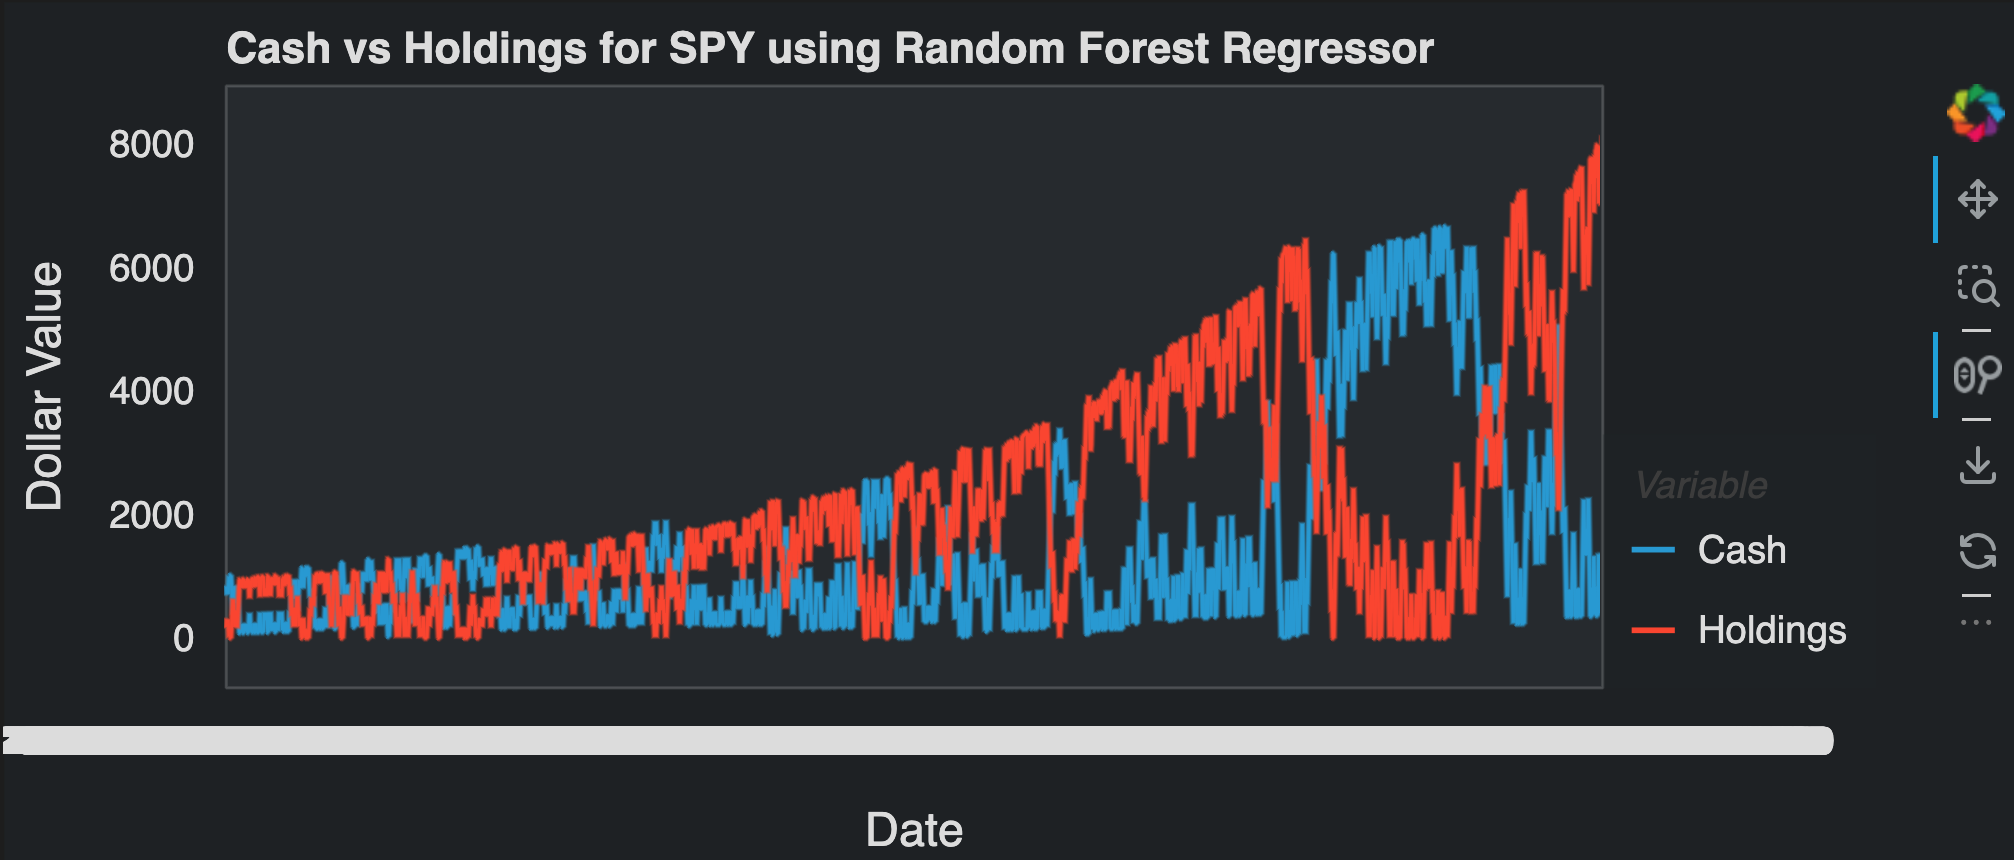 Cash vs Holdings for SPY using Random Forest Regressor
8000
6000
4000
2000
0
Dollar Value
Variable
Cash
Holdings
Date